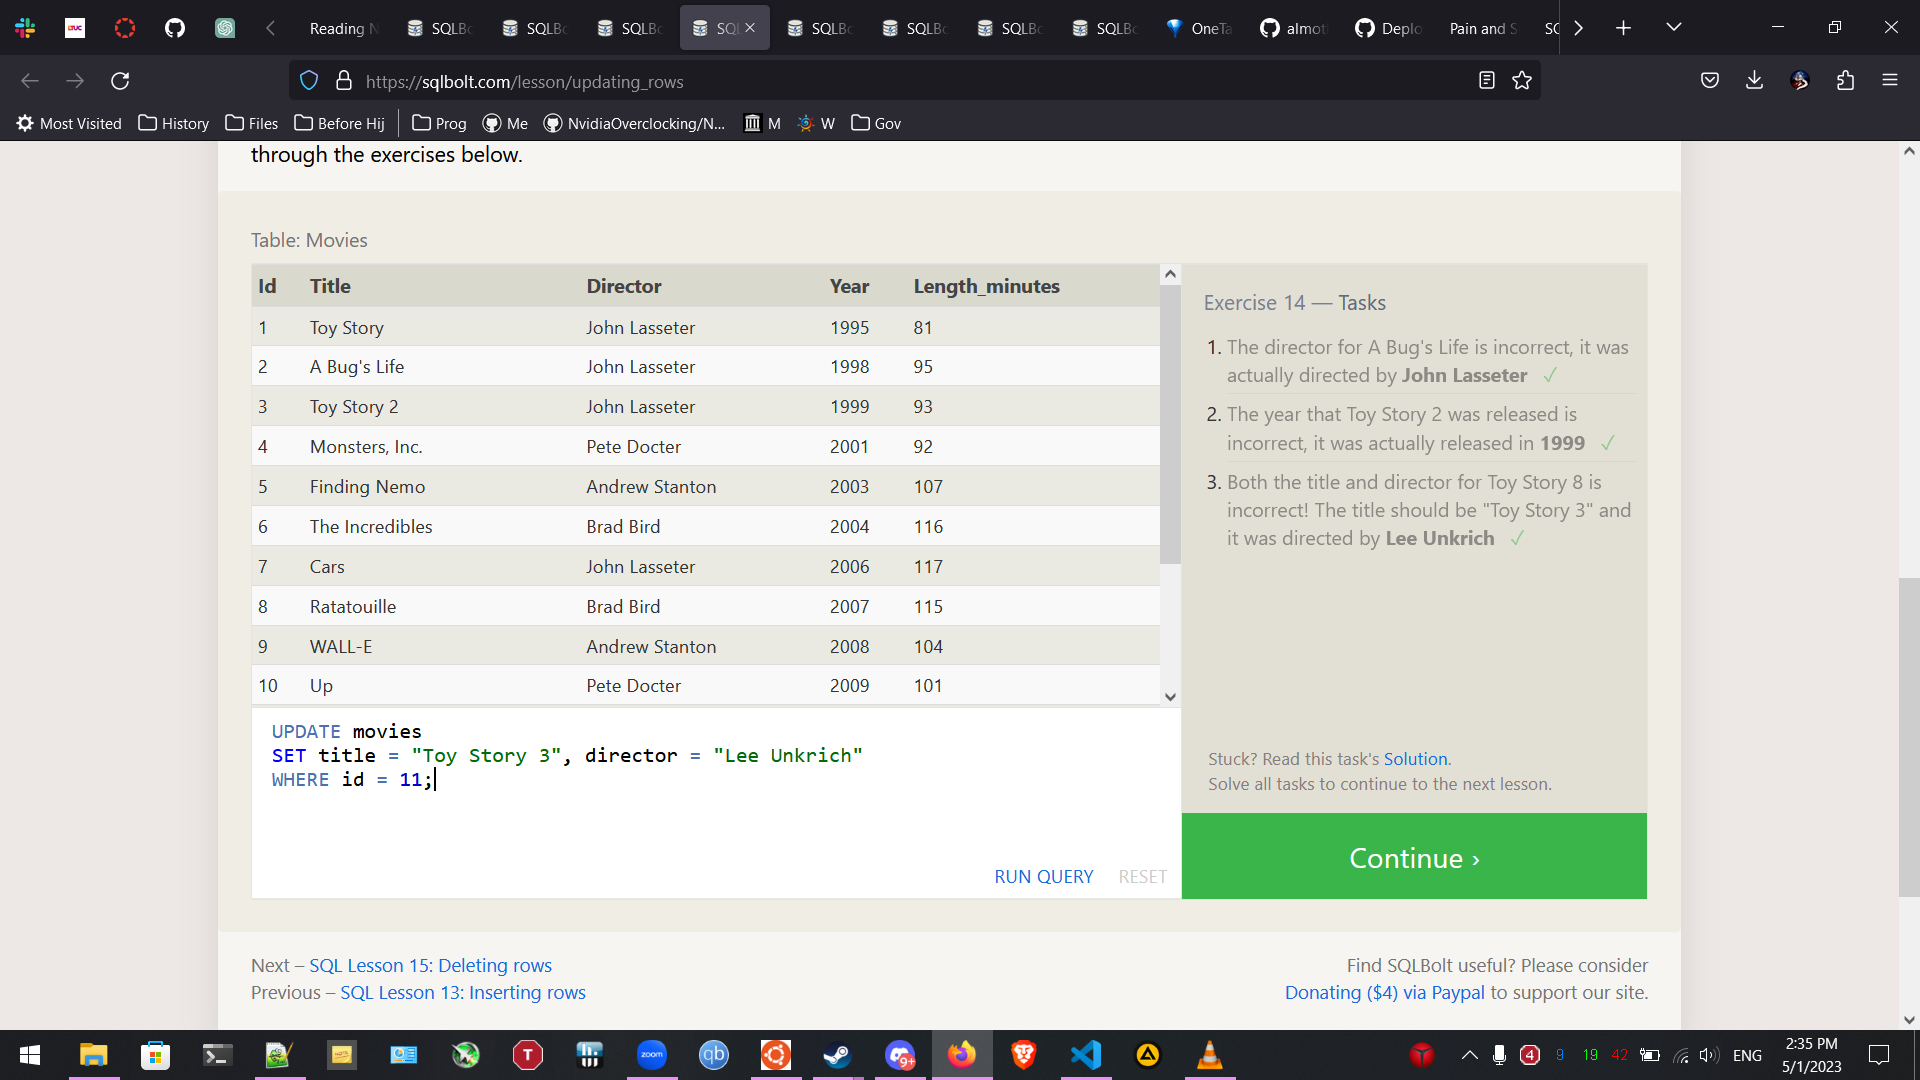 Reading N
SQLBo
SQLBo
SQLBo
SQL
SQLBo
SQLBo
SQLBo
SQLBo
OneTa
almot
Deplo
Pain and S
SC
https://sqlbolt.com/lesson/updating_rows
Most Visited
History
Files
Before Hij
Prog
Me
NvidiaOverclocking/N...
M
W
Gov
through the exercises below.
Table: Movies
Id Title Director Year Length_minutes
1 Toy Story John Lasseter 1995 81
2 A Bug's Life John Lasseter 1998 95
3 Toy Story 2 John Lasseter 1999 93
4 Monsters, Inc. Pete Docter 2001 92
5 Finding Nemo Andrew Stanton 2003 107
6 The Incredibles Brad Bird 2004 116
7 Cars John Lasseter 2006 117
8 Ratatouille Brad Bird 2007 115
9 WALL-E Andrew Stanton 2008 104
10 Up Pete Docter 2009 101
UPDATE movies
SET title = "Toy Story 3", director = "Lee Unkrich"
WHERE id = 11;
RUN QUERY RESET
Exercise 14 — Tasks
1. The director for A Bug's Life is incorrect, it was
actually directed by John Lasseter ✓
2. The year that Toy Story 2 was released is
incorrect, it was actually released in 1999 ✓
3. Both the title and director for Toy Story 8 is
incorrect! The title should be "Toy Story 3" and
it was directed by Lee Unkrich ✓
Stuck? Read this task's Solution.
Solve all tasks to continue to the next lesson.
Continue ›
Next – SQL Lesson 15: Deleting rows
Previous – SQL Lesson 13: Inserting rows
Find SQLBolt useful? Please consider
Donating ($4) via Paypal to support our site.
T
zoom
qb
9+
4
9
19
42
ENG
2:35 PM
5/1/2023